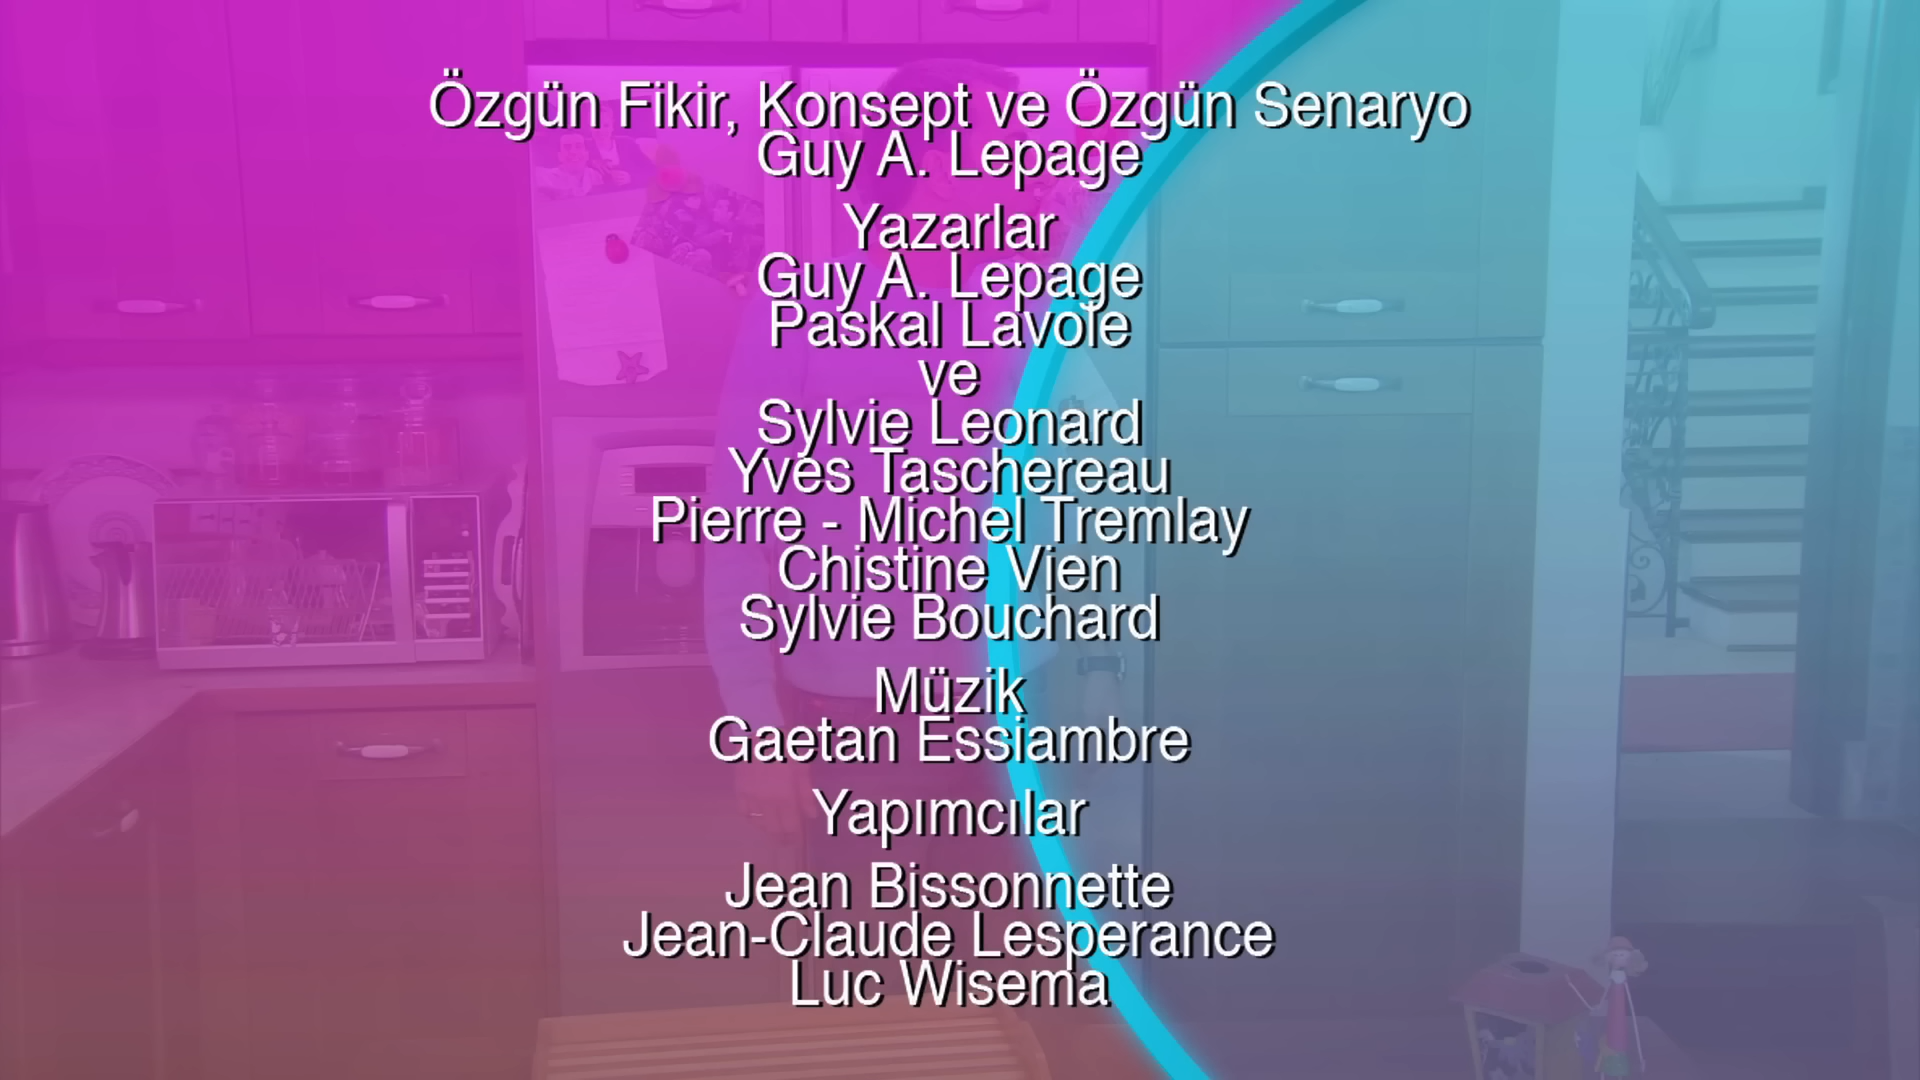 Özgün Fikir, Konsept ve Özgün Senaryo
Guy A. Lepage
Yazarlar
Guy A. Lepage
Paskal Lavoie
ve
Sylvie Leonard
Yves Taschereau
Pierre - Michel Tremlay
Chistine Vien
Sylvie Bouchard
Müzik
Gaetan Essiambre
Yapımcılar
Jean Bissonnette
Jean-Claude Lesperance
Luc Wisema